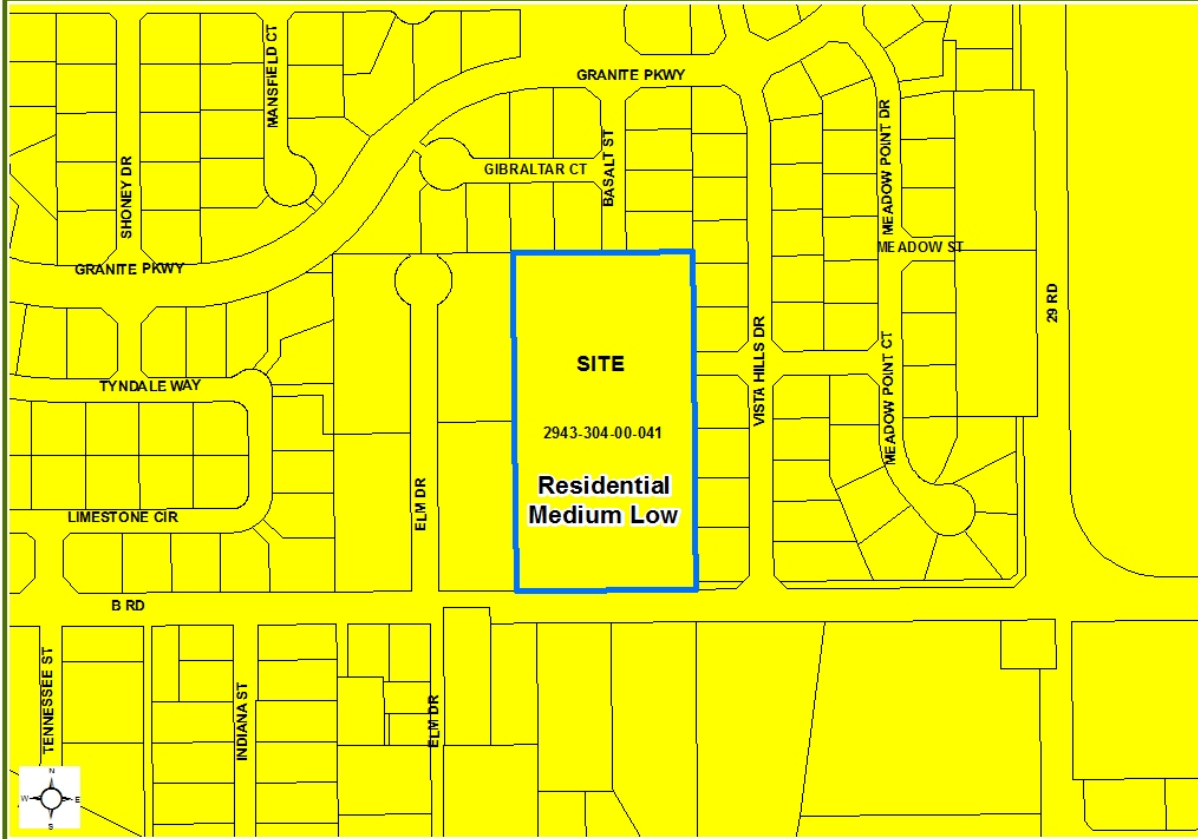 MANSFIELD CT
GRANITE PKWY
MEADOW POINT DR
SHONEY DR
GIBRALTAR CT
BASALT ST
MEADOW ST
GRANITE PKWY
29 RD
VISTA HILLS DR
SITE
TYNDALE WAY
MEADOW POINT CT
2943-304-00-041
Residential
Medium Low
ELM DR
LIMESTONE CIR
B RD
TENNESSEE ST
INDIANA ST
ELM DR
N
W
E
S